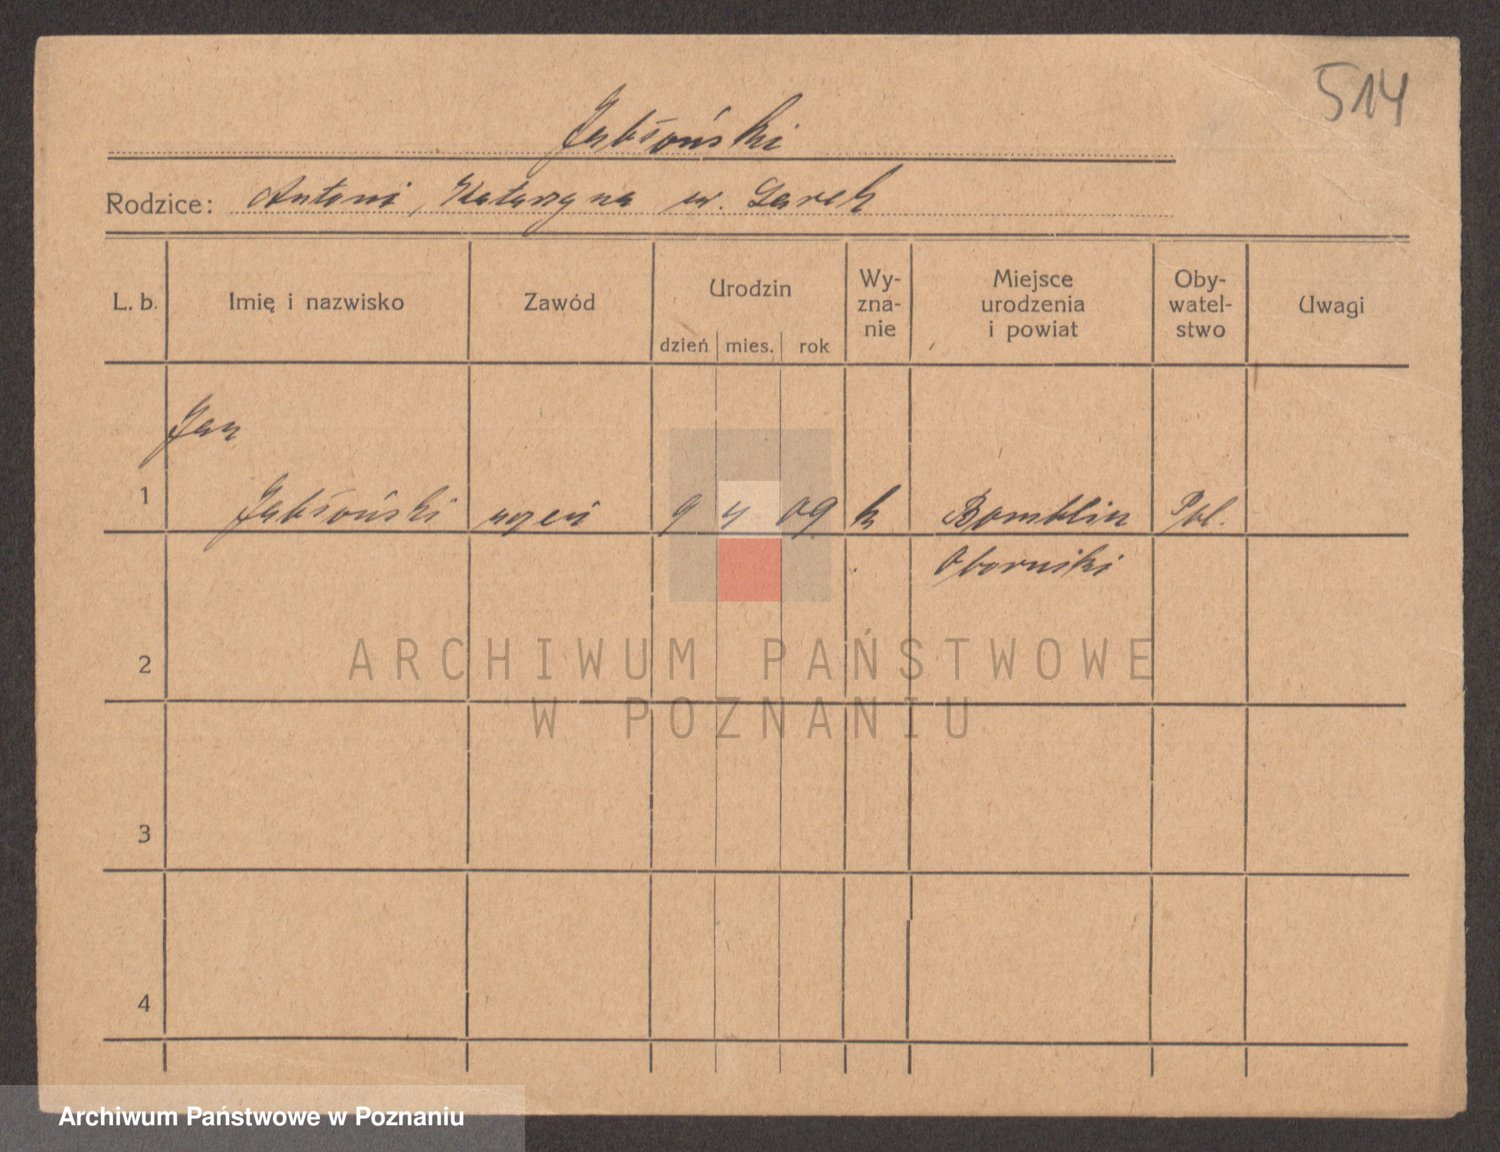 514
Jabłoński
Rodzice: Antoni, Katarzyna
L. b. Imię i nazwisko Zawód Urodzin dzień mies. rok Wy-zna-nie Miejsce urodzenia i powiat Oby-watel-stwo Uwagi
Jan
1 Jabłoński uczeń 9 4 09 k Bomblin Pol.
Oborniki
2
ARCHIWUM PAŃSTWOWE
W POZNANIU
3
4
Archiwum Państwowe w Poznaniu